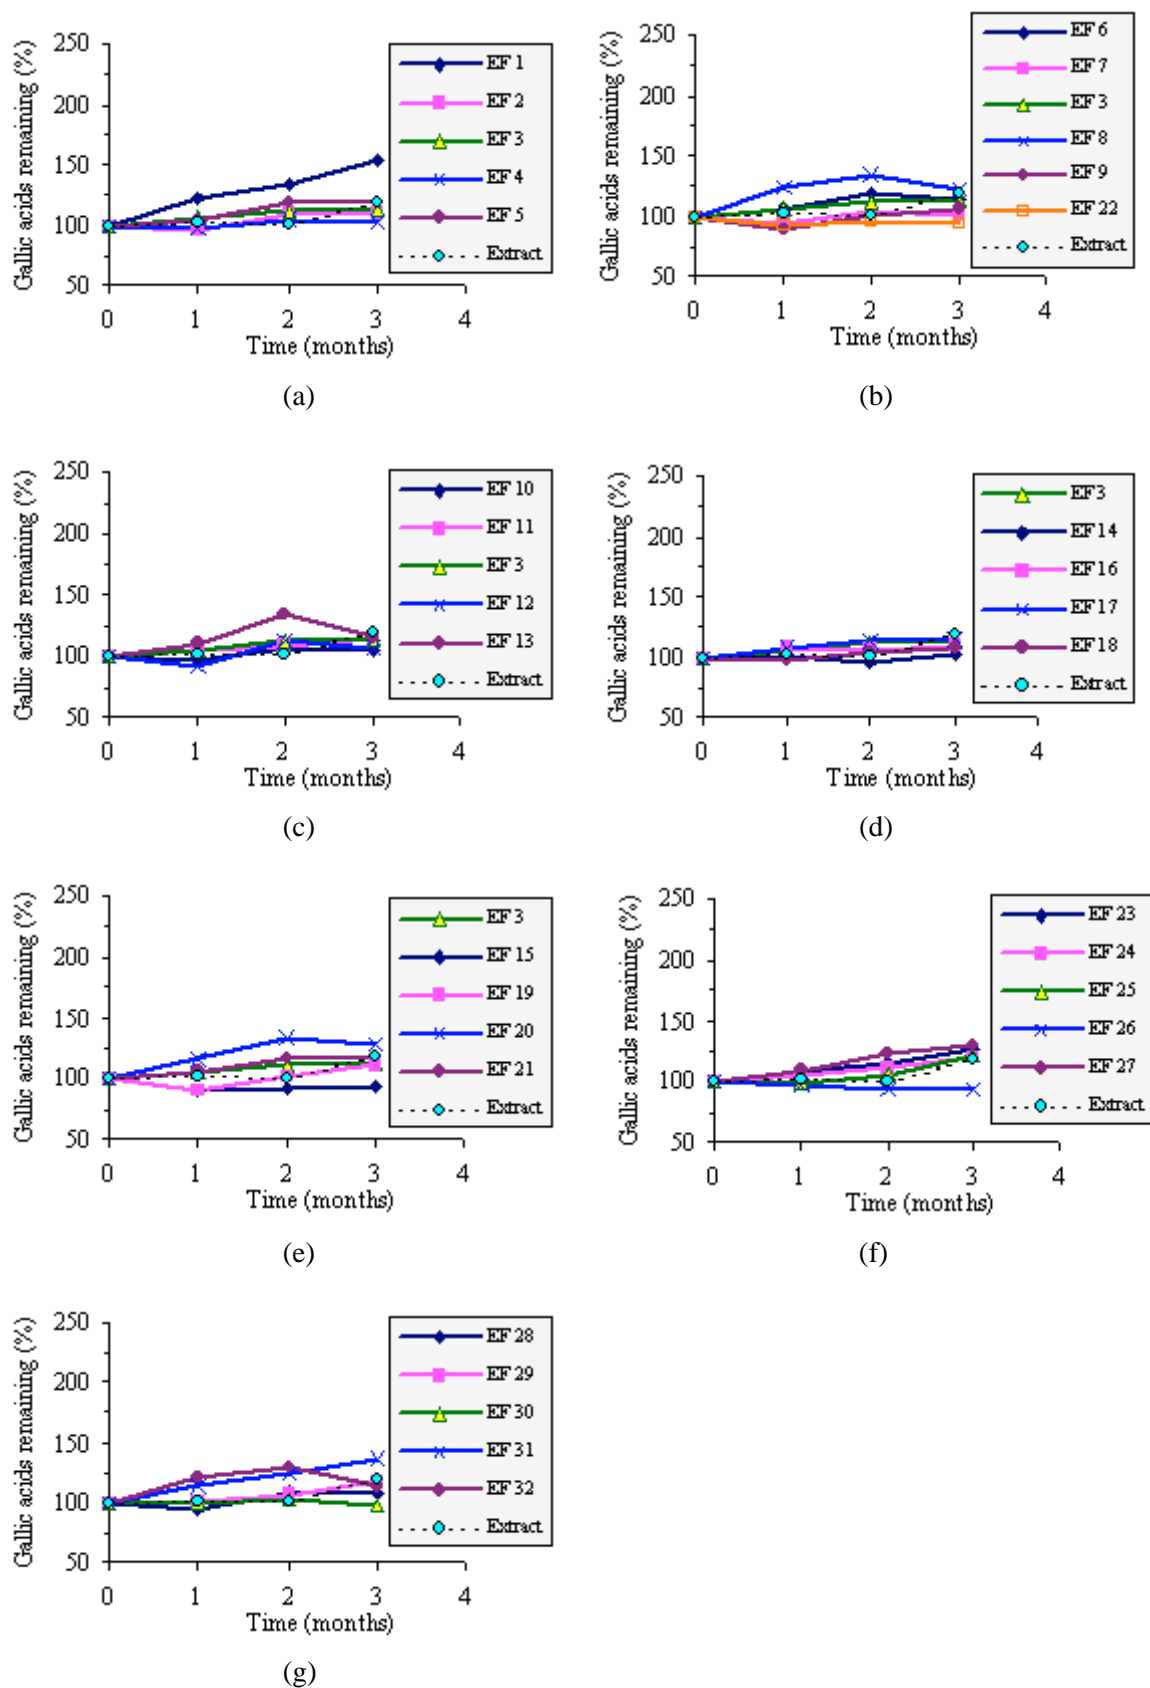 Gallic acids remaining (%)
250
200
150
100
50
0 1 2 3 4
Time (months)
EF 1
EF 2
EF 3
EF 4
EF 5
Extract
(a)
Gallic acids remaining (%)
250
200
150
100
50
0 1 2 3 4
Time (months)
EF 6
EF 7
EF 3
EF 8
EF 9
EF 22
Extract
(b)
Gallic acids remaining (%)
250
200
150
100
50
0 1 2 3 4
Time (months)
EF 10
EF 11
EF 3
EF 12
EF 13
Extract
(c)
Gallic acids remaining (%)
250
200
150
100
50
0 1 2 3 4
Time (months)
EF 3
EF 14
EF 16
EF 17
EF 18
Extract
(d)
Gallic acids remaining (%)
250
200
150
100
50
0 1 2 3 4
Time (months)
EF 3
EF 15
EF 19
EF 20
EF 21
Extract
(e)
Gallic acids remaining (%)
250
200
150
100
50
0 1 2 3 4
Time (months)
EF 23
EF 24
EF 25
EF 26
EF 27
Extract
(f)
Gallic acids remaining (%)
250
200
150
100
50
0 1 2 3 4
Time (months)
EF 28
EF 29
EF 30
EF 31
EF 32
Extract
(g)